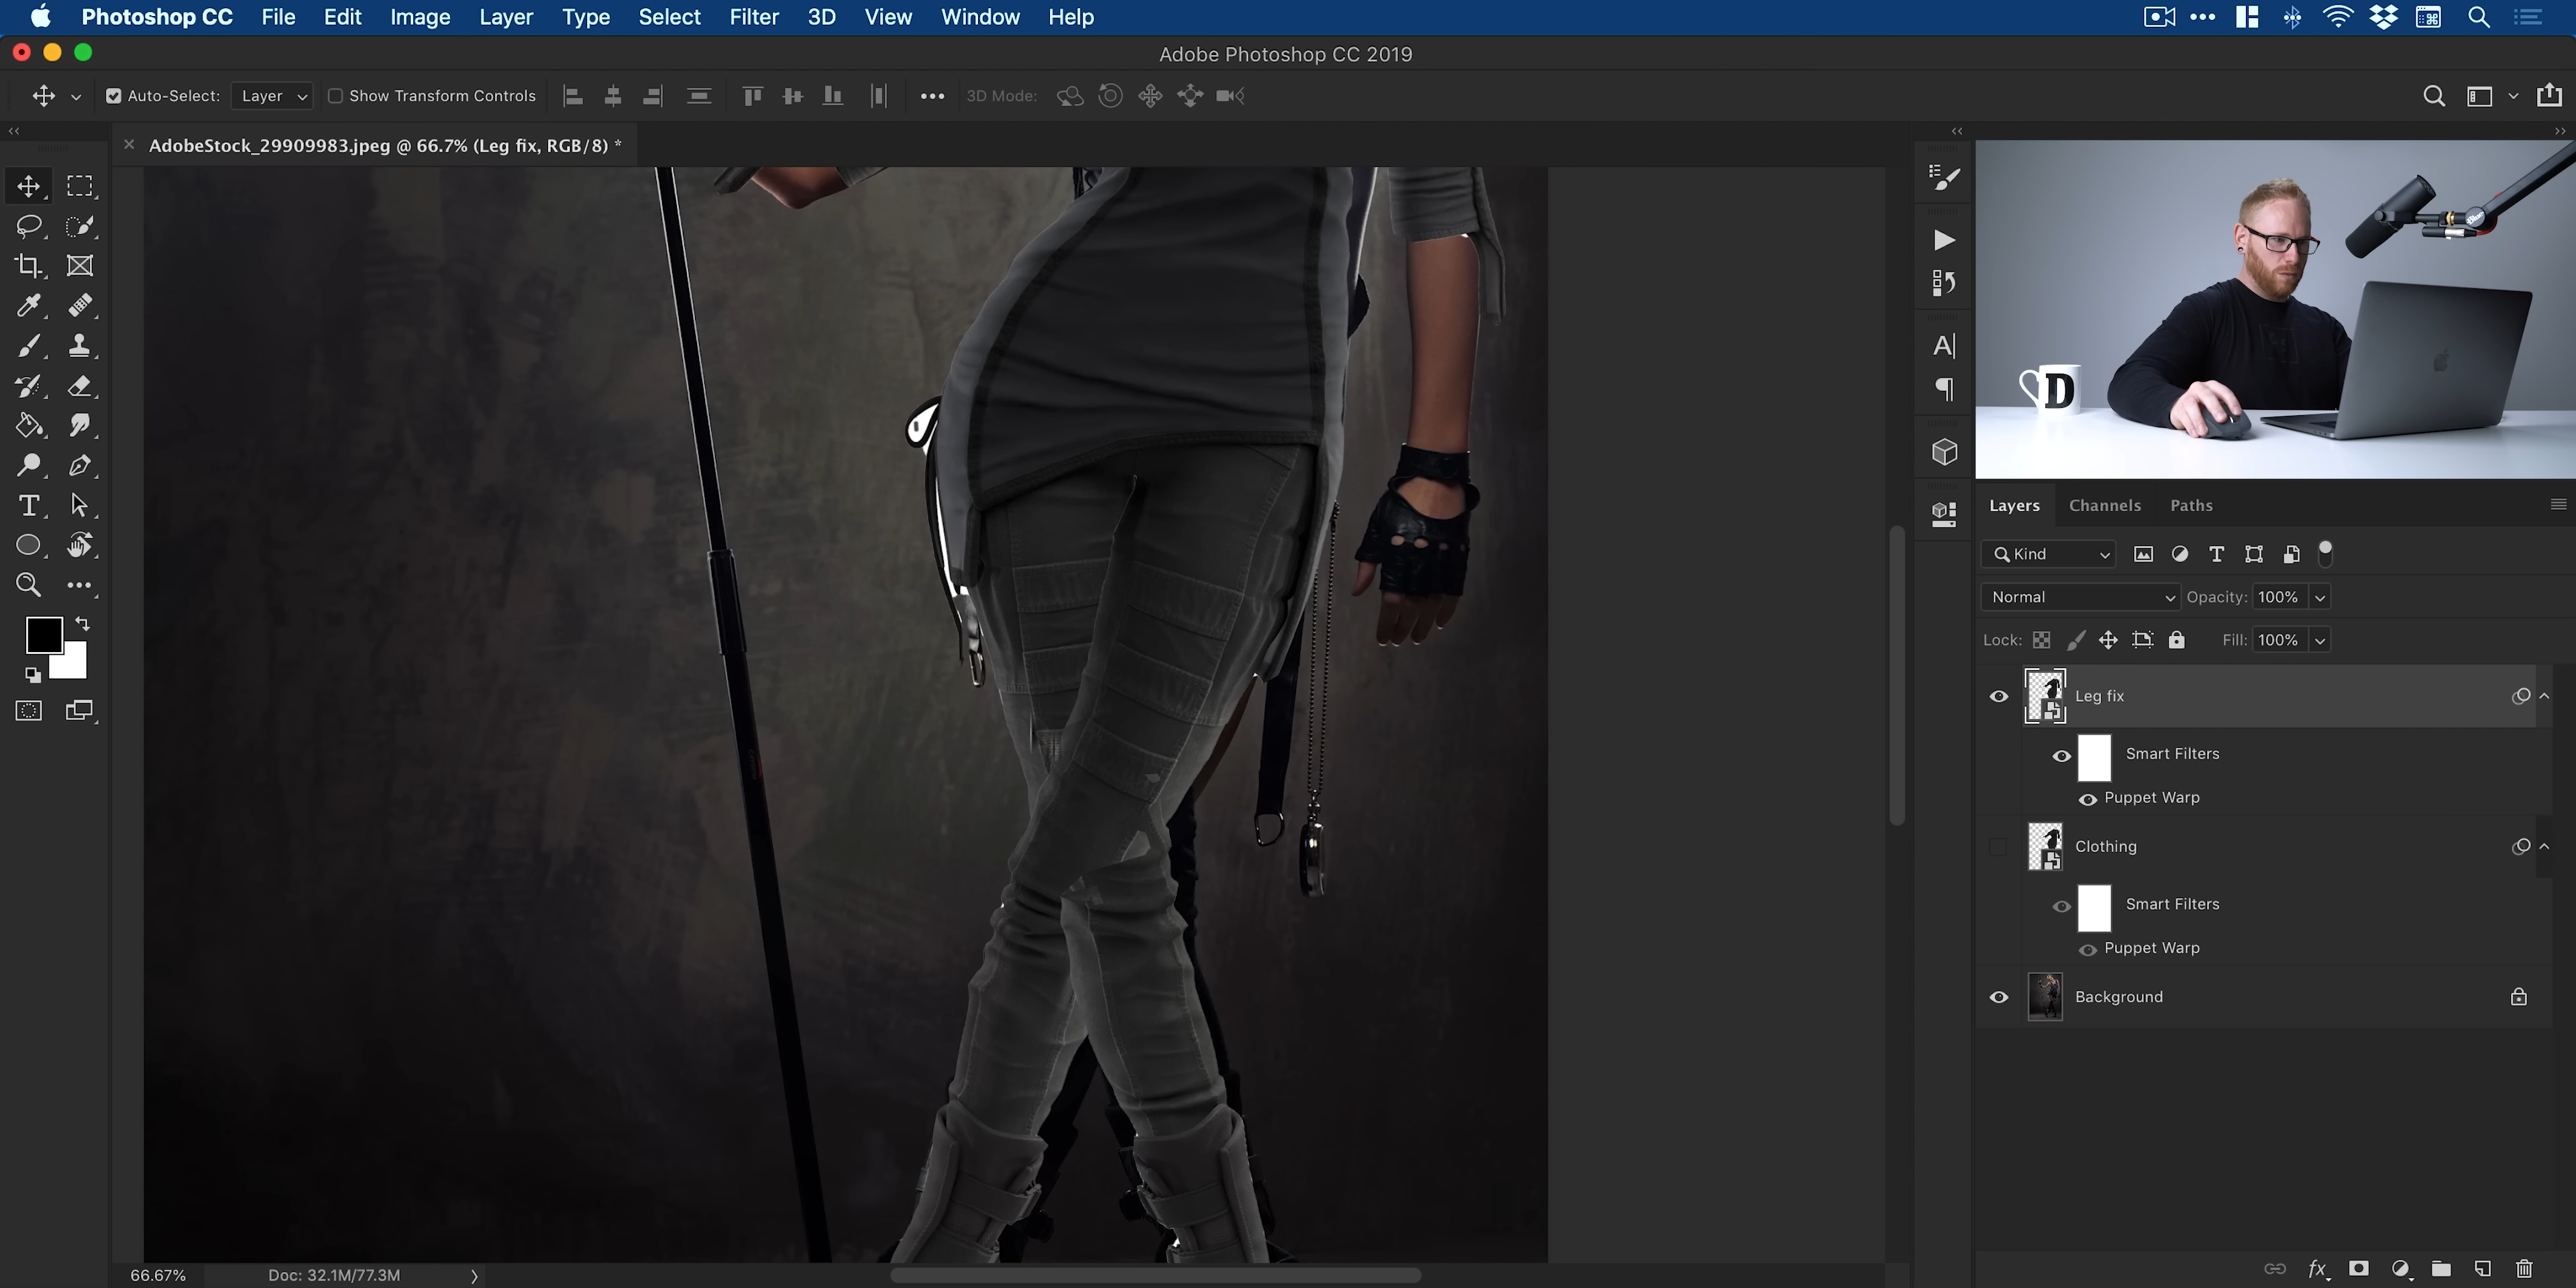 Photoshop CC File Edit Image Layer Type Select Filter 3D View Window Help
Adobe Photoshop CC 2019
Auto-Select: Layer Show Transform Controls 3D Mode:
× AdobeStock_29909983.jpeg @ 66.7% (Leg fix, RGB/8) *
D
Layers Channels Paths
Kind
Normal Opacity: 100%
Lock: Fill: 100%
Leg fix
Smart Filters
Puppet Warp
Clothing
Smart Filters
Puppet Warp
Background
66.67% Doc: 32.1M/77.3M
fx